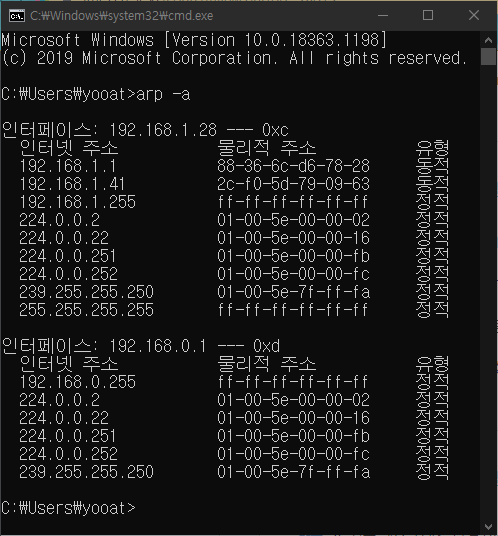 C:₩Windows₩system32₩cmd.exe
Microsoft Windows [Version 10.0.18363.1198]
(c) 2019 Microsoft Corporation. All rights reserved.
C:₩Users₩yooat>arp -a
인터페이스: 192.168.1.28 --- 0xc
인터넷 주소 물리적 주소 유형
192.168.1.1 88-36-6c-d6-78-28 동적
192.168.1.41 2c-f0-5d-79-09-63 동적
192.168.1.255 ff-ff-ff-ff-ff-ff 정적
224.0.0.2 01-00-5e-00-00-02 정적
224.0.0.22 01-00-5e-00-00-16 정적
224.0.0.251 01-00-5e-00-00-fb 정적
224.0.0.252 01-00-5e-00-00-fc 정적
239.255.255.250 01-00-5e-7f-ff-fa 정적
255.255.255.255 ff-ff-ff-ff-ff-ff 정적
인터페이스: 192.168.0.1 --- 0xd
인터넷 주소 물리적 주소 유형
192.168.0.255 ff-ff-ff-ff-ff-ff 정적
224.0.0.2 01-00-5e-00-00-02 정적
224.0.0.22 01-00-5e-00-00-16 정적
224.0.0.251 01-00-5e-00-00-fb 정적
224.0.0.252 01-00-5e-00-00-fc 정적
239.255.255.250 01-00-5e-7f-ff-fa 정적
C:₩Users₩yooat>